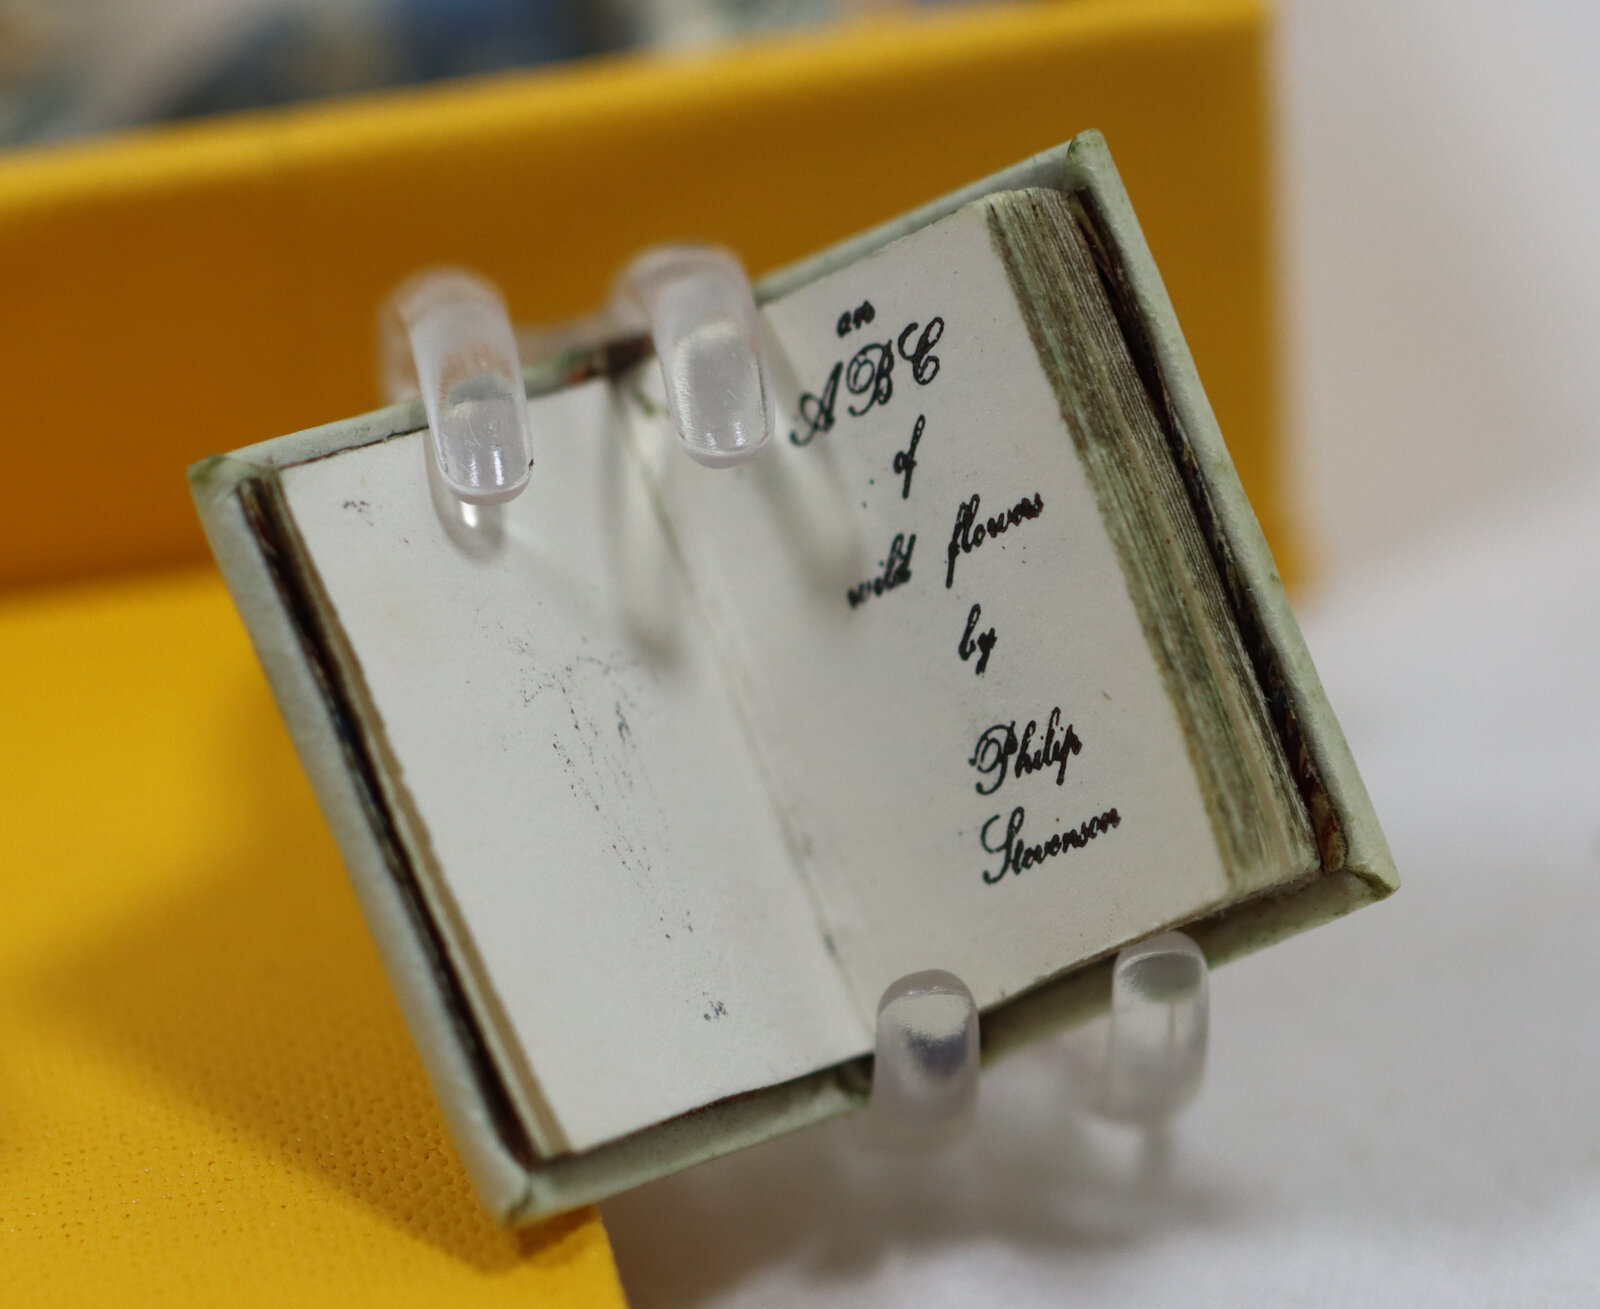 an
ABC
of
wild flowers
by
Philip
Stevenson